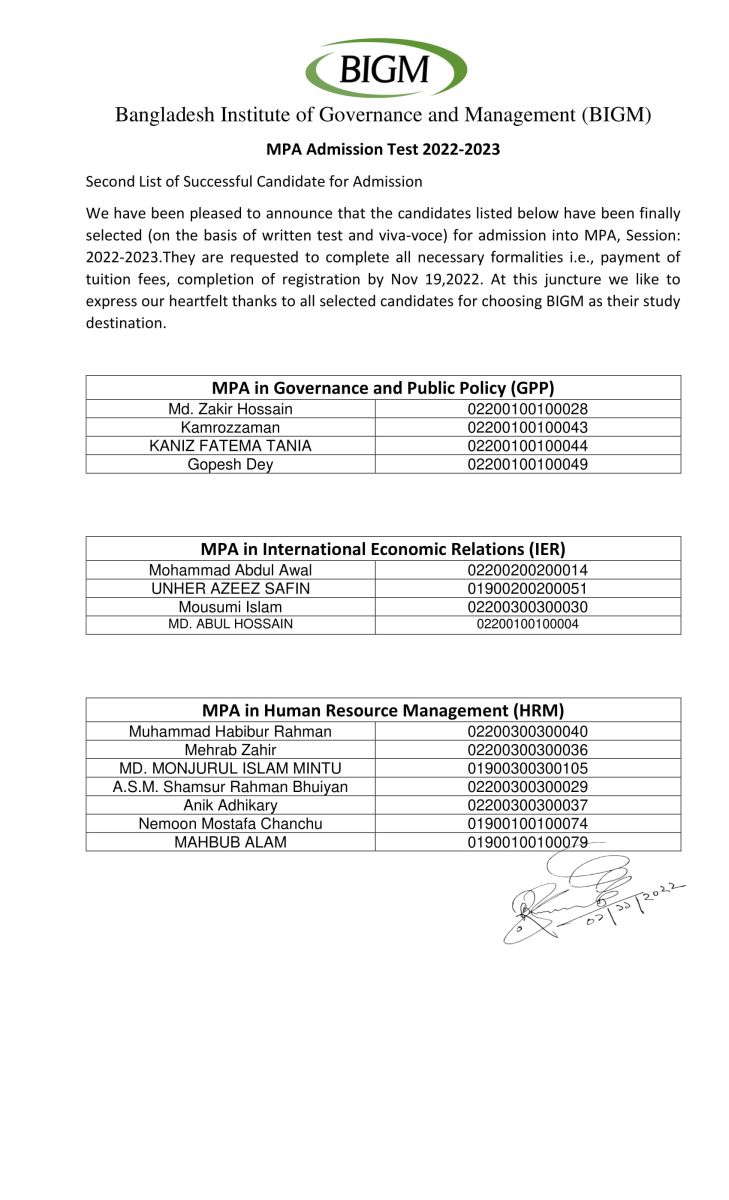 BIGM
Bangladesh Institute of Governance and Management (BIGM)
MPA Admission Test 2022-2023
Second List of Successful Candidate for Admission
We have been pleased to announce that the candidates listed below have been finally
selected (on the basis of written test and viva-voce) for admission into MPA, Session:
2022-2023.They are requested to complete all necessary formalities i.e., payment of
tuition fees, completion of registration by Nov 19,2022. At this juncture we like to
express our heartfelt thanks to all selected candidates for choosing BIGM as their study
destination.
MPA in Governance and Public Policy (GPP)
Md. Zakir Hossain 02200100100028
Kamrozzaman 02200100100043
KANIZ FATEMA TANIA 02200100100044
Gopesh Dey 02200100100049
MPA in International Economic Relations (IER)
Mohammad Abdul Awal 02200200200014
UNHER AZEEZ SAFIN 01900200200051
Mousumi Islam 02200300300030
MD. ABUL HOSSAIN 02200100100004
MPA in Human Resource Management (HRM)
Muhammad Habibur Rahman 02200300300040
Mehrab Zahir 02200300300036
MD. MONJURUL ISLAM MINTU 01900300300105
A.S.M. Shamsur Rahman Bhuiyan 02200300300029
Anik Adhikary 02200300300037
Nemoon Mostafa Chanchu 01900100100074
MAHBUB ALAM 01900100100079